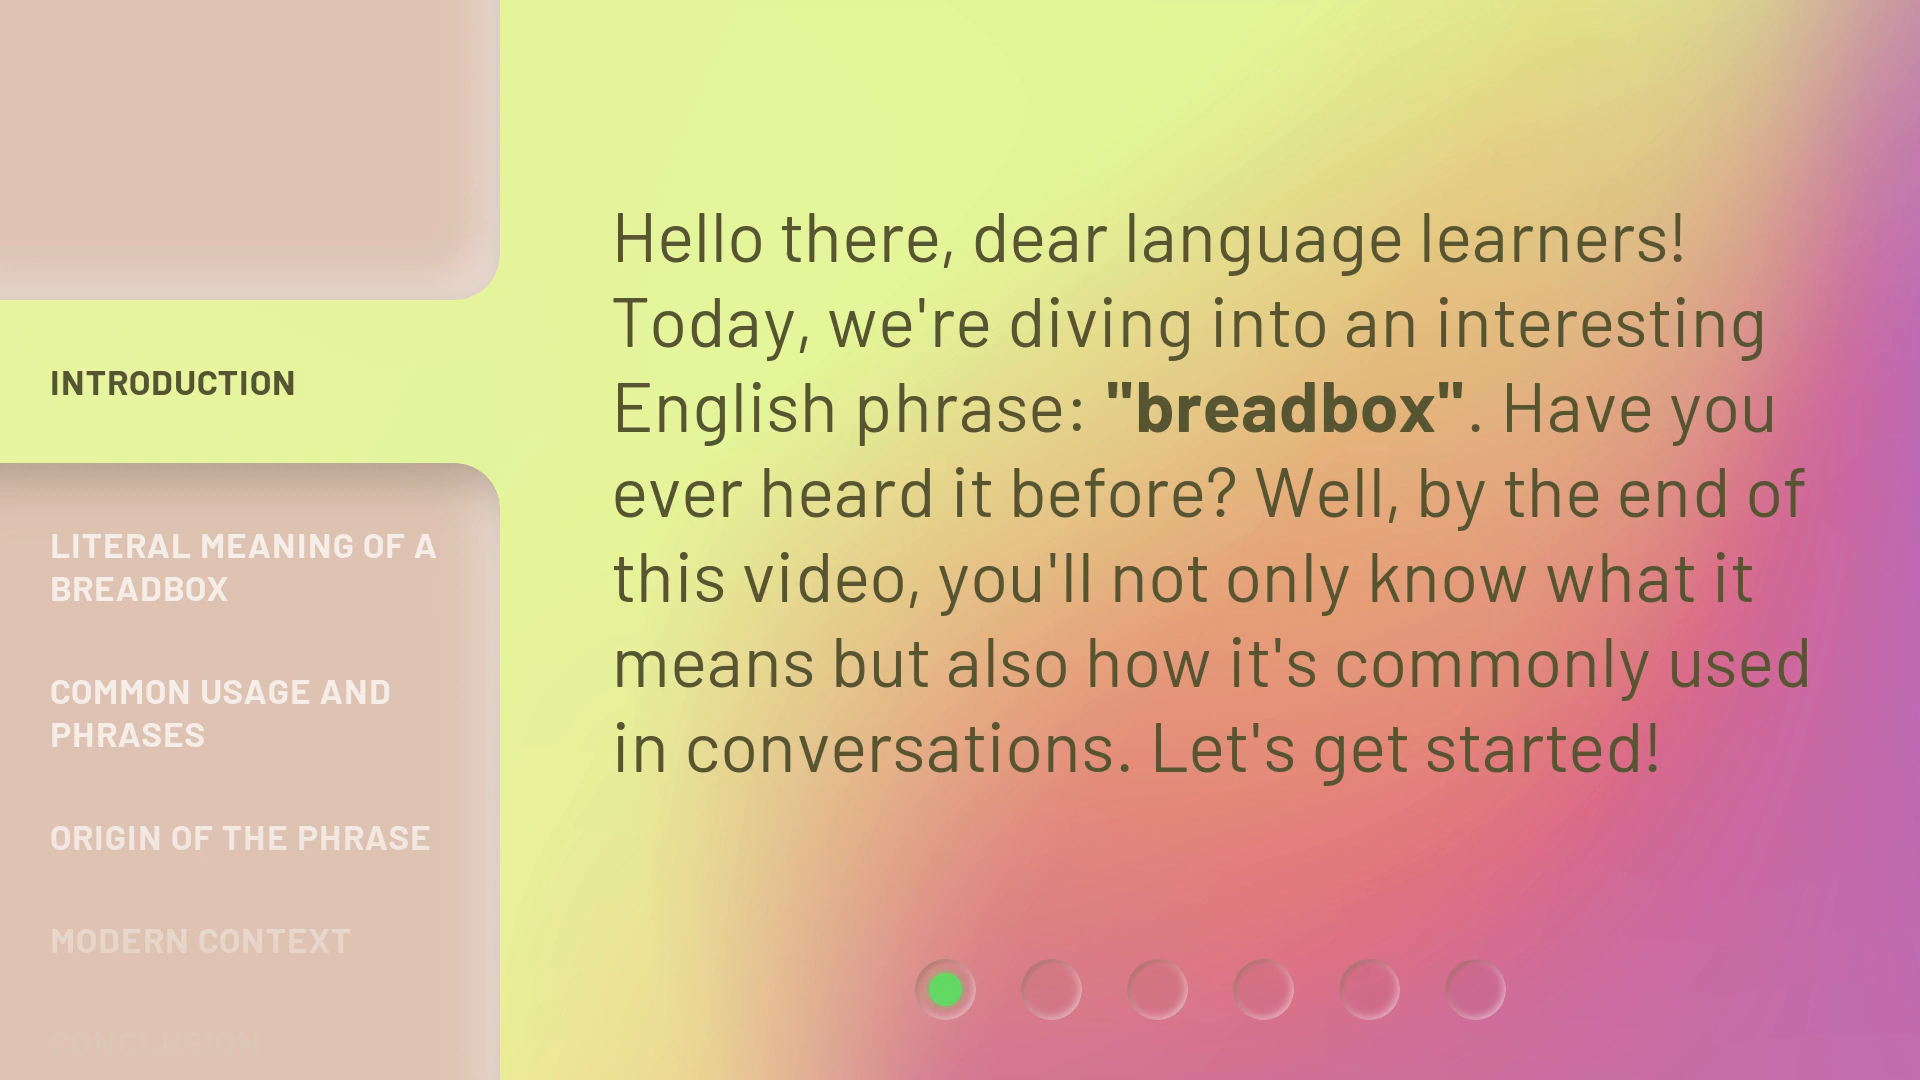 INTRODUCTION
LITERAL MEANING OF A
BREADBOX
COMMON USAGE AND
PHRASES
ORIGIN OF THE PHRASE
MODERN CONTEXT
CONCLUSION
Hello there, dear language learners!
Today, we're diving into an interesting
English phrase: "breadbox". Have you
ever heard it before? Well, by the end of
this video, you'll not only know what it
means but also how it's commonly used
in conversations. Let's get started!